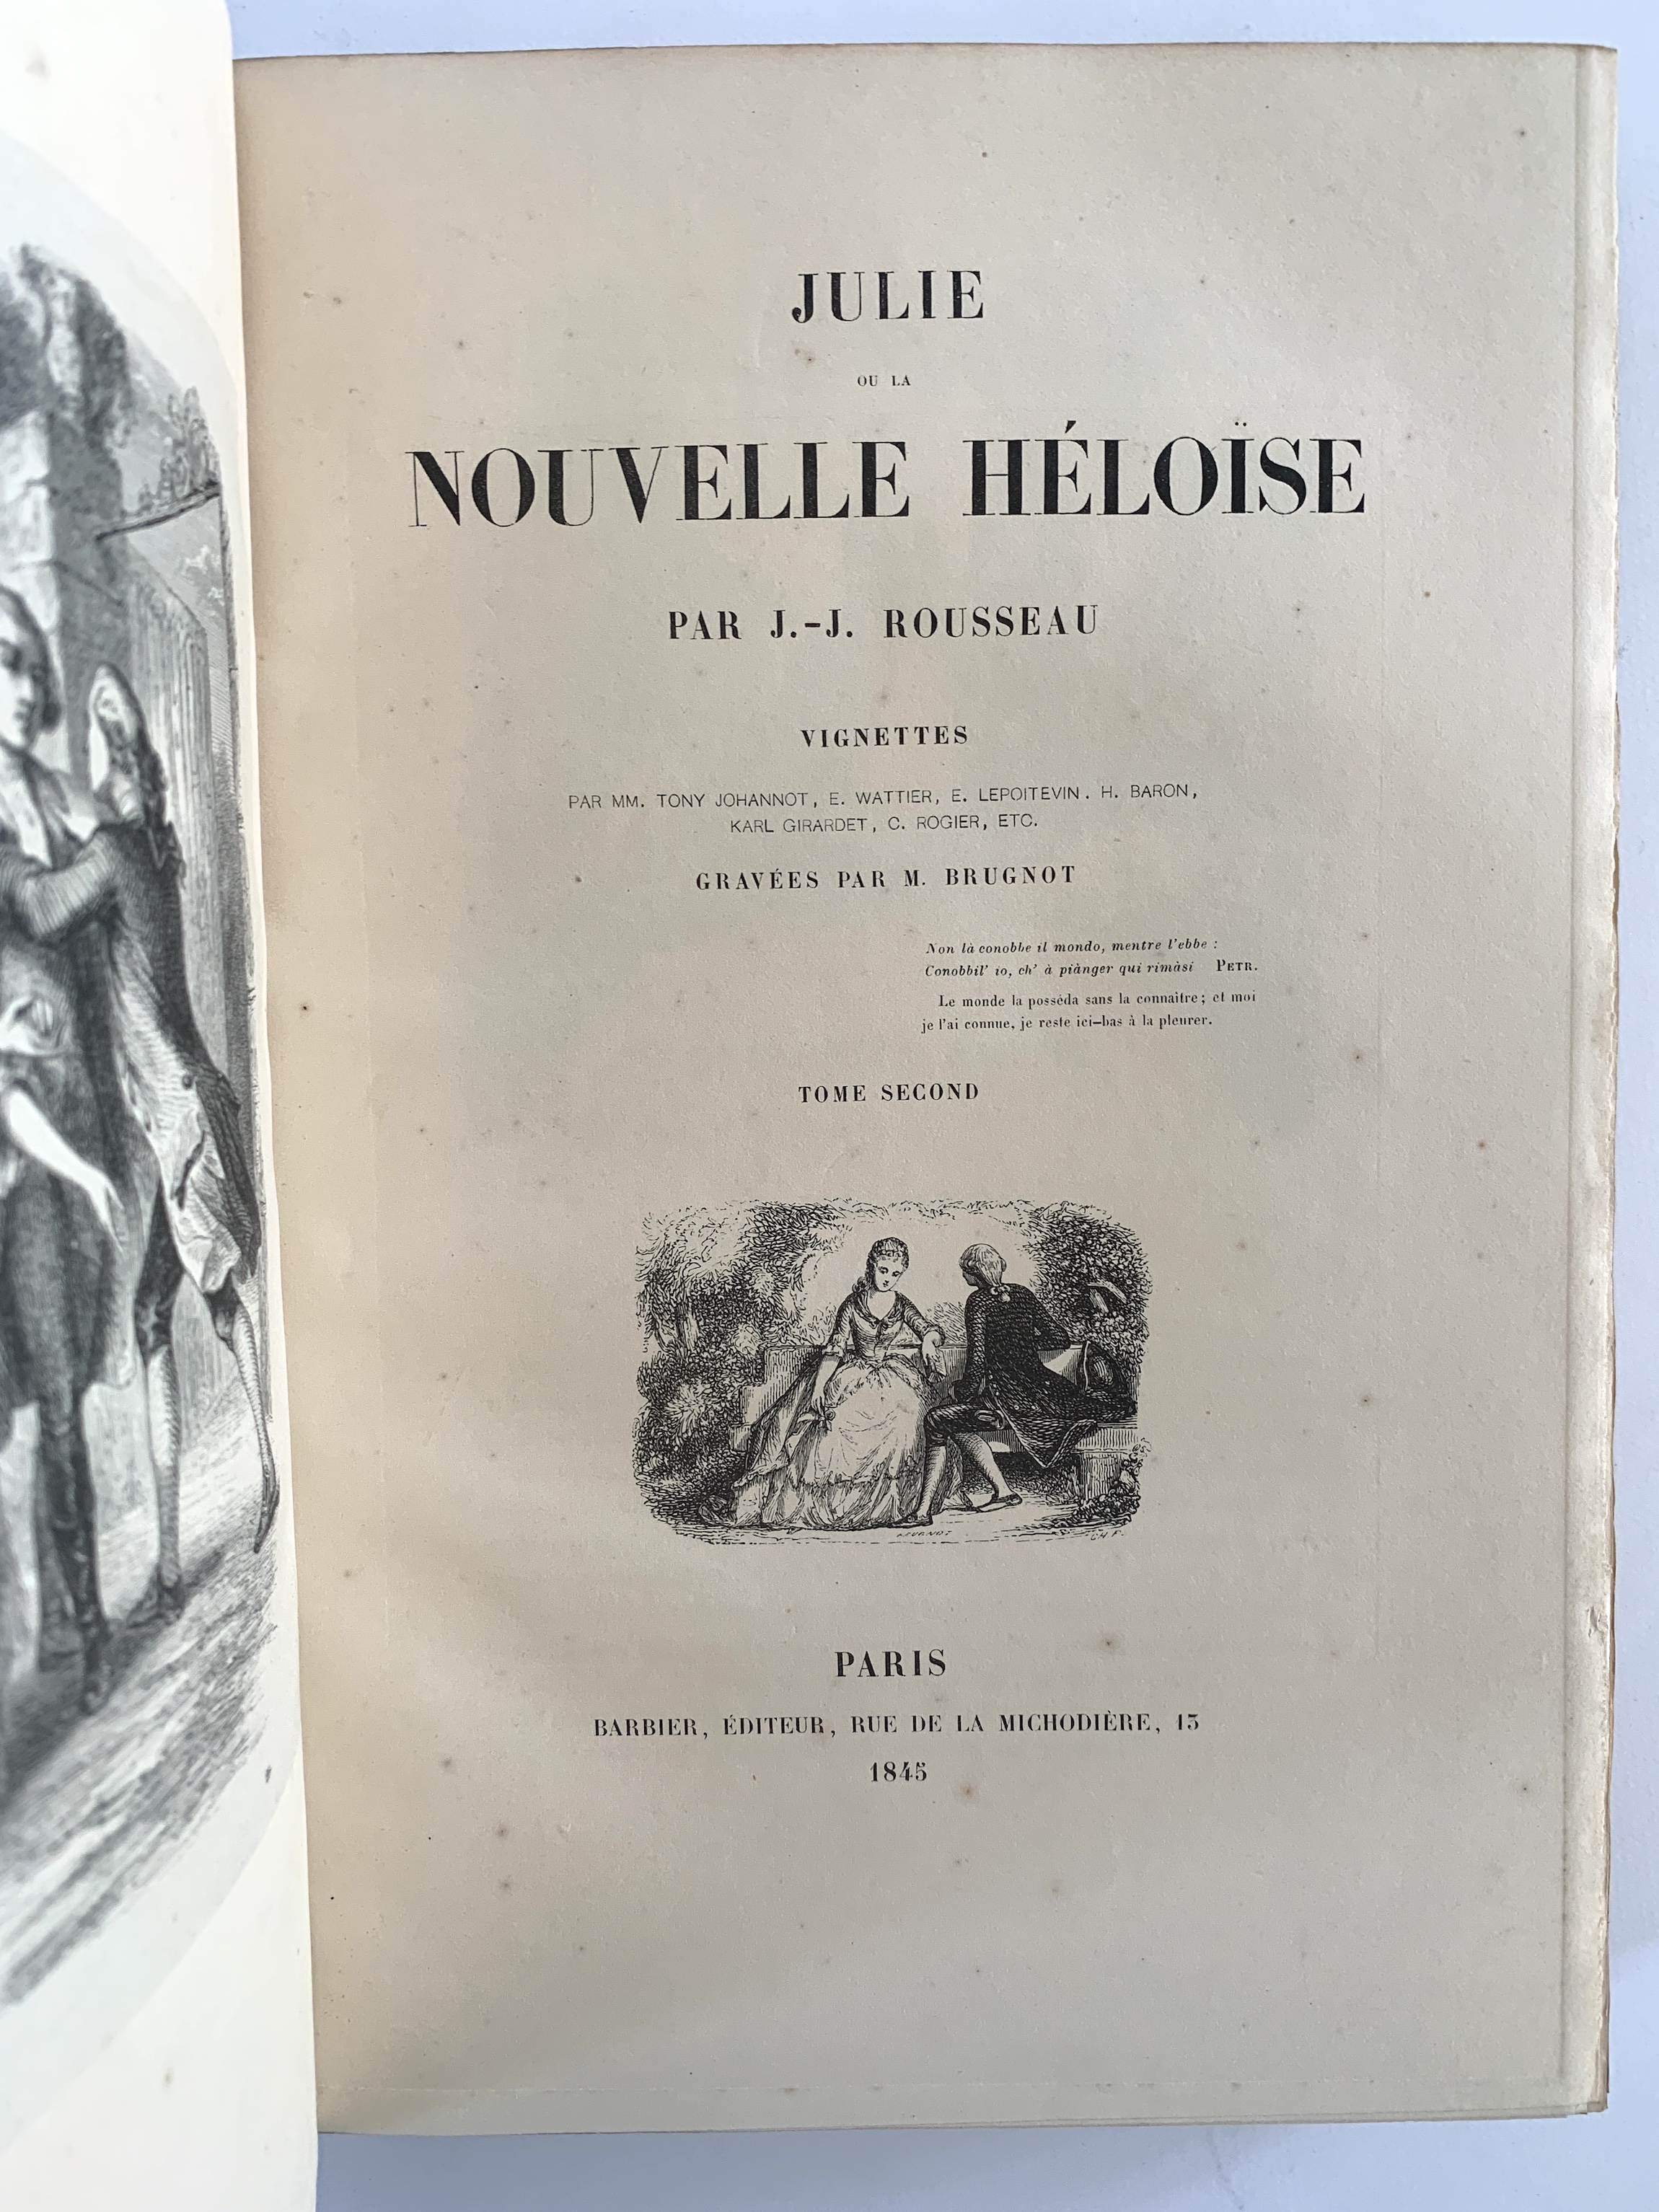 JULIE
OU LA
NOUVELLE HÉLOÏSE
PAR J.-J. ROUSSEAU
VIGNETTES
PAR MM. TONY JOHANNOT, E. WATTIER, E. LEPOITEVIN. H. BARON,
KARL GIRARDET, C. ROGIER, ETC.
GRAVÉES PAR M. BRUGNOT
Non là conobbe il mondo, mentre l'ebbe :
Conobbil' io, ch' à piànger qui rimàsi PETR.
Le monde la posséda sans la connaître; et moi
je l'ai connue, je reste ici-bas à la pleurer.
TOME SECOND
PARIS
BARBIER, ÉDITEUR, RUE DE LA MICHODIÈRE, 13
1845